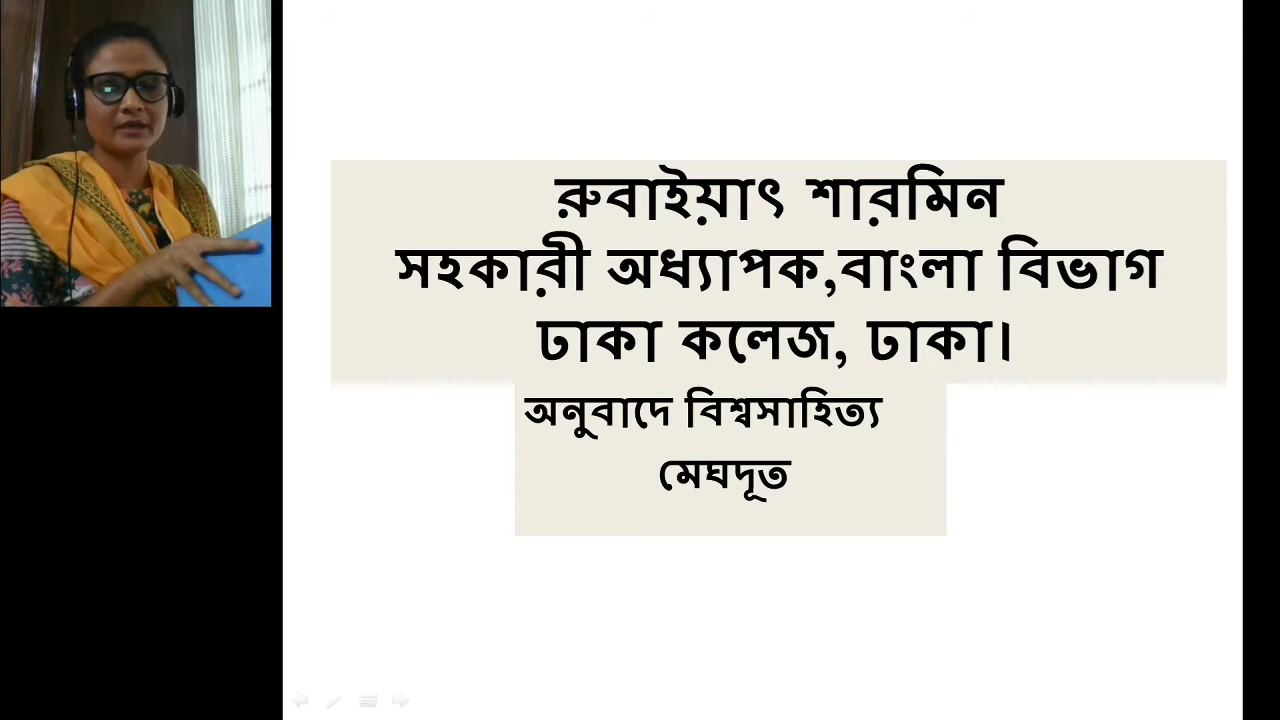 রুবাইয়াৎ শারমিন
সহকারী অধ্যাপক,বাংলা বিভাগ
ঢাকা কলেজ, ঢাকা।
অনুবাদে বিশ্বসাহিত্য
মেঘদূত